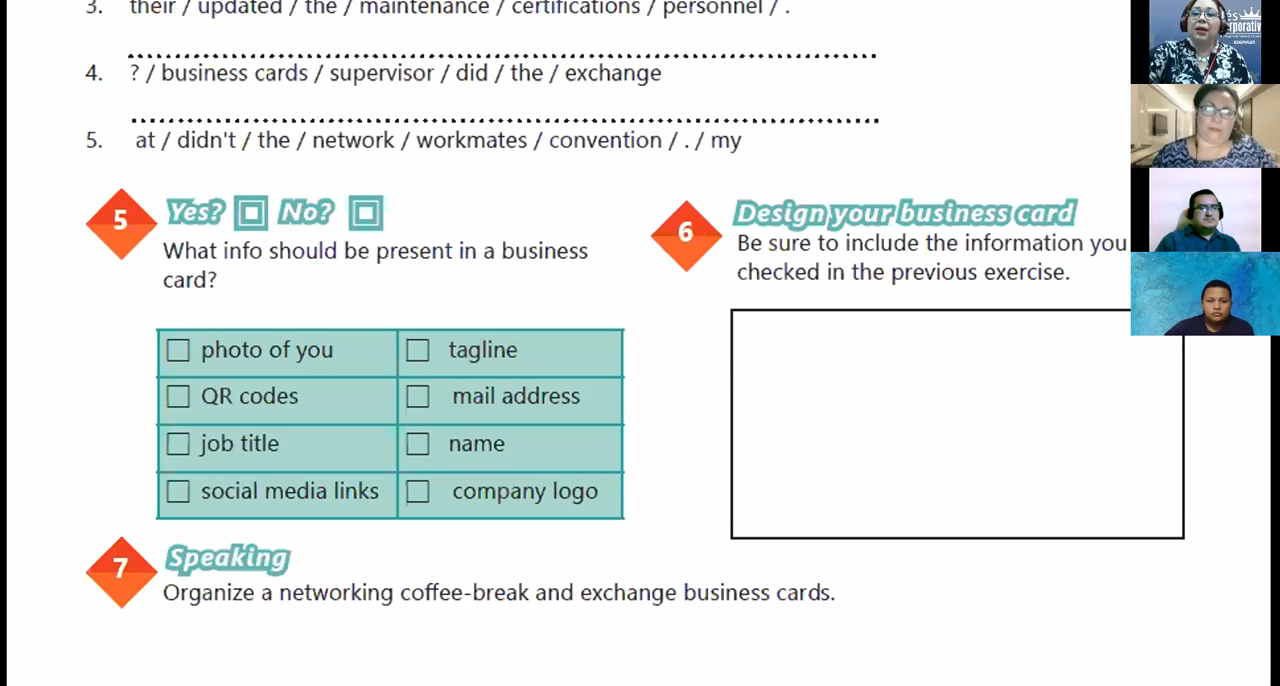 3. their / updated / the / maintenance / certifications / personnel / .
4. ? / business cards / supervisor / did / the / exchange
5. at / didn't / the / network / workmates / convention / . / my
5 Yes? No?
What info should be present in a business
card?
photo of you
tagline
QR codes
mail address
job title
name
social media links
company logo
6 Design your business card
Be sure to include the information you
checked in the previous exercise.
7 Speaking
Organize a networking coffee-break and exchange business cards.